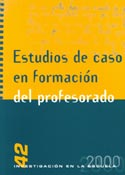 Estudios de caso
en formación
del profesorado
42
INVESTIGACIÓN EN LA ESCUELA
2000